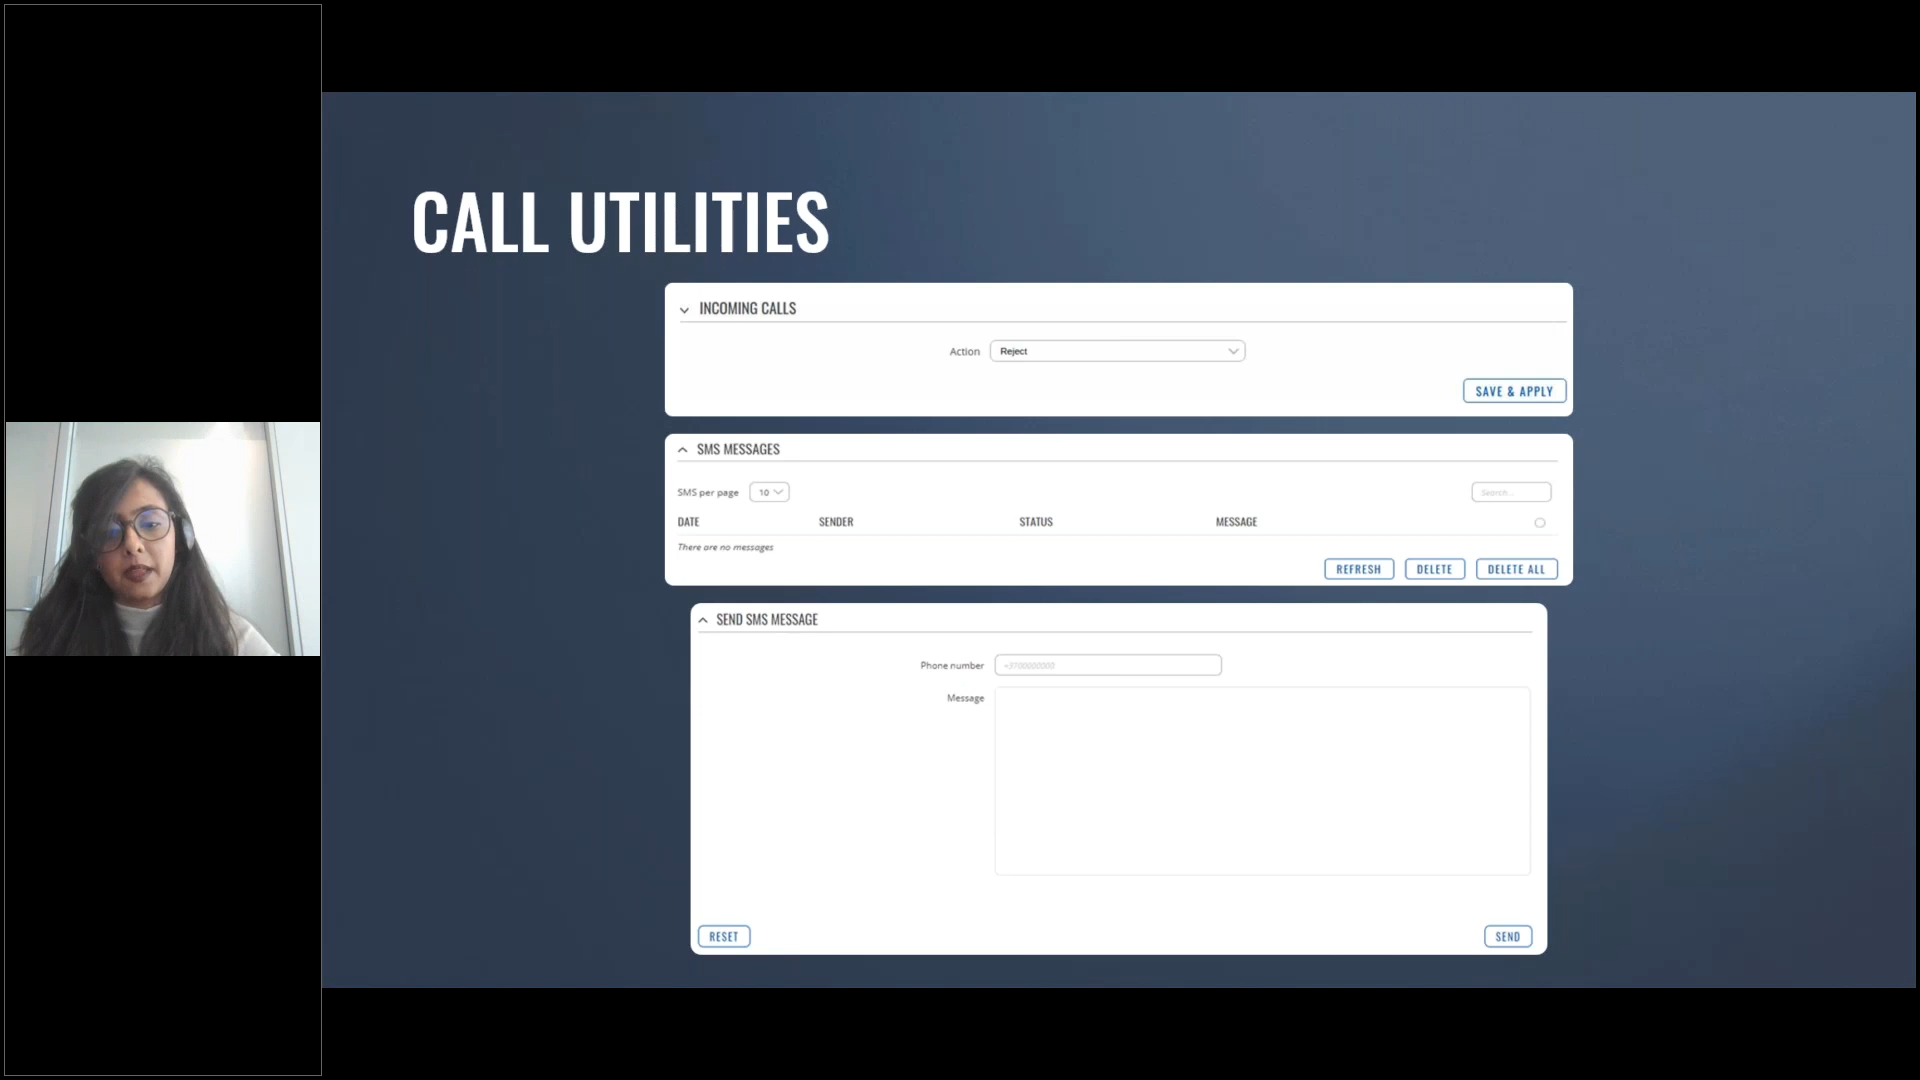 CALL UTILITIES
INCOMING CALLS
Action Reject
SAVE & APPLY
SMS MESSAGES
SMS per page 10 Search...
DATE SENDER STATUS MESSAGE
There are no messages
REFRESH DELETE DELETE ALL
SEND SMS MESSAGE
Phone number
Message
RESET SEND